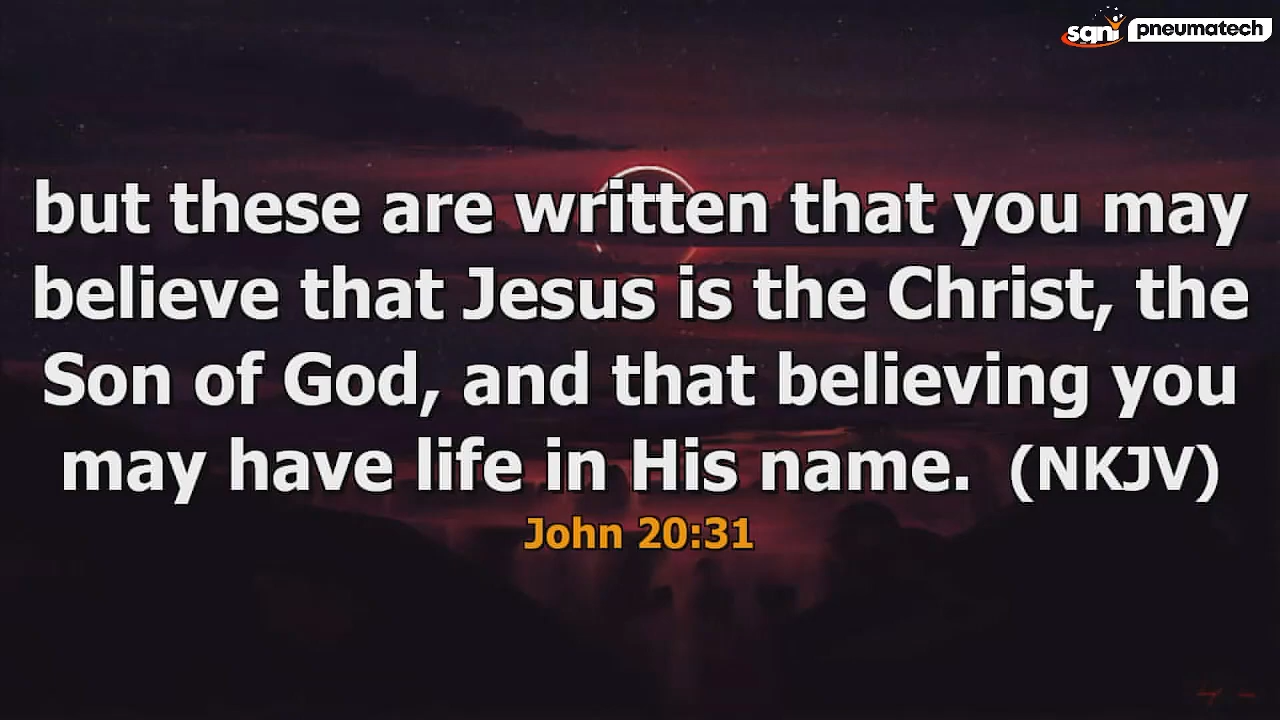 sqni pneumatech
but these are written that you may
believe that Jesus is the Christ, the
Son of God, and that believing you
may have life in His name. (NKJV)
John 20:31